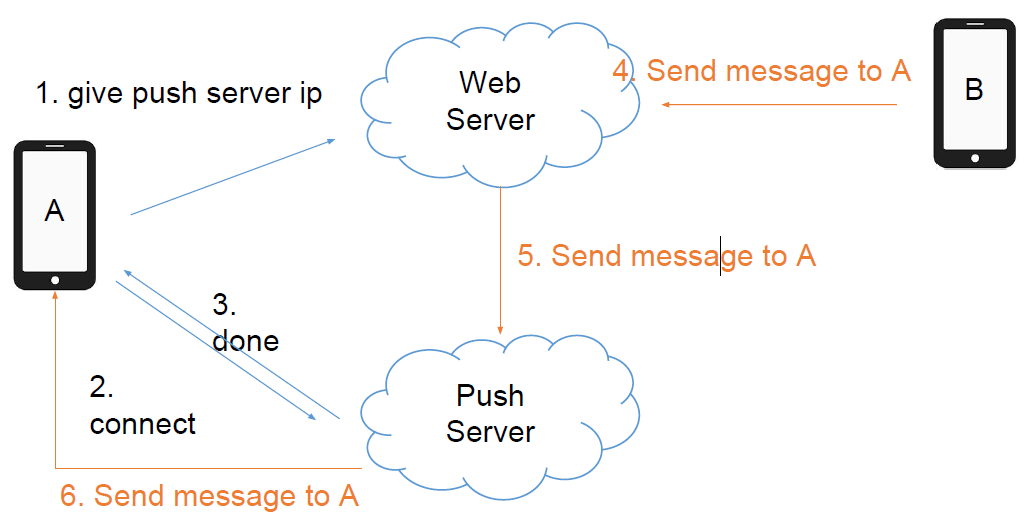 Web
Server
4. Send message to A
B
1. give push server ip
A
5. Send message to A
3.
done
2.
connect
Push
Server
6. Send message to A